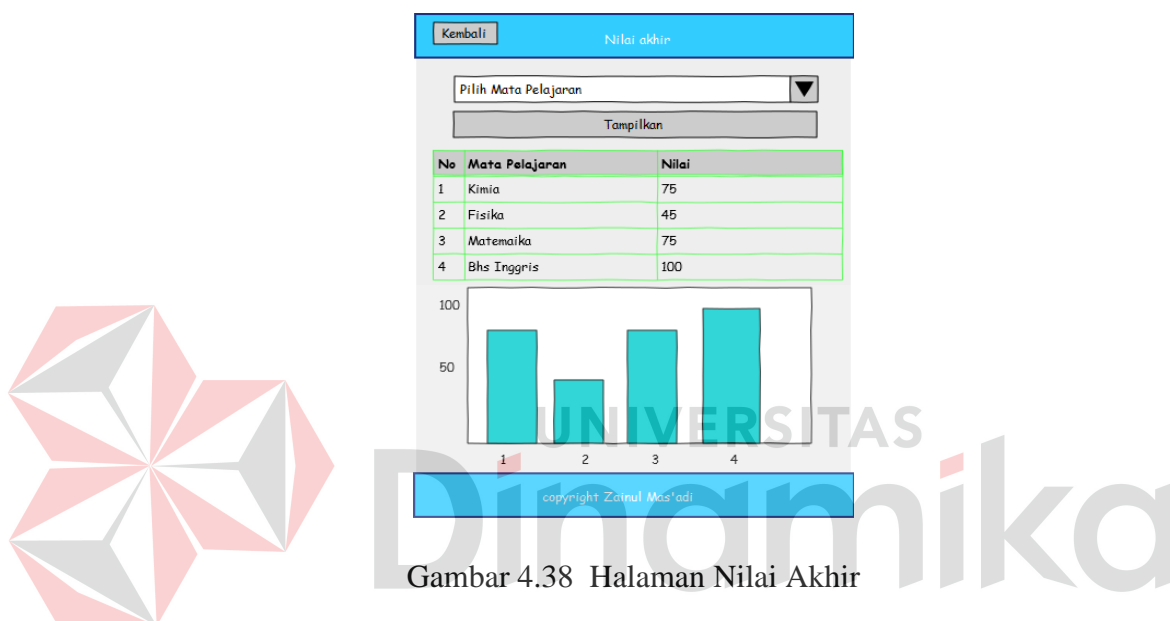 Kembali
Nilai akhir
Pilih Mata Pelajaran
Tampilkan
No Mata Pelajaran Nilai
1 Kimia 75
2 Fisika 45
3 Matemaika 75
4 Bhs Inggris 100
100
50
1 2 3 4
UNIVERSITAS
Dinamika
copyright Zainul Mas'adi
Gambar 4.38 Halaman Nilai Akhir